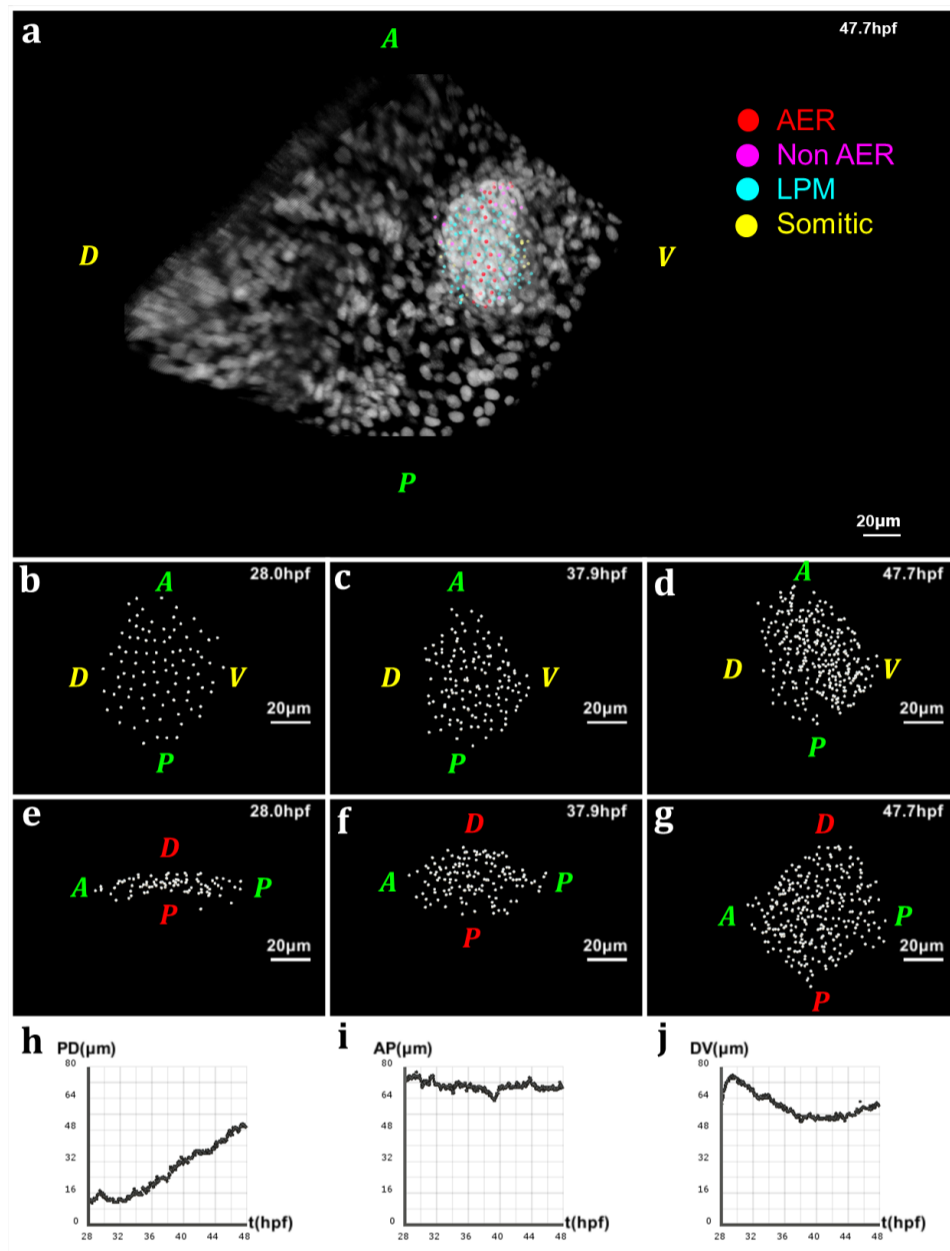 a
A
47.7hpf
AER
Non AER
LPM
Somitic
D
V
P
20μm
b
28.0hpf
A
D
V
20μm
P
c
37.9hpf
A
D
V
20μm
P
d
47.7hpf
A
D
V
20μm
P
e
28.0hpf
D
A
P
P
20μm
f
37.9hpf
D
A
P
P
20μm
g
47.7hpf
D
A
P
20μm
P
h
PD(μm)
80
64
48
32
16
0
28 32 36 40 44 48
t(hpf)
i
AP(μm)
80
64
48
32
16
0
28 32 36 40 44 48
t(hpf)
j
DV(μm)
80
64
48
32
16
0
28 32 36 40 44 48
t(hpf)